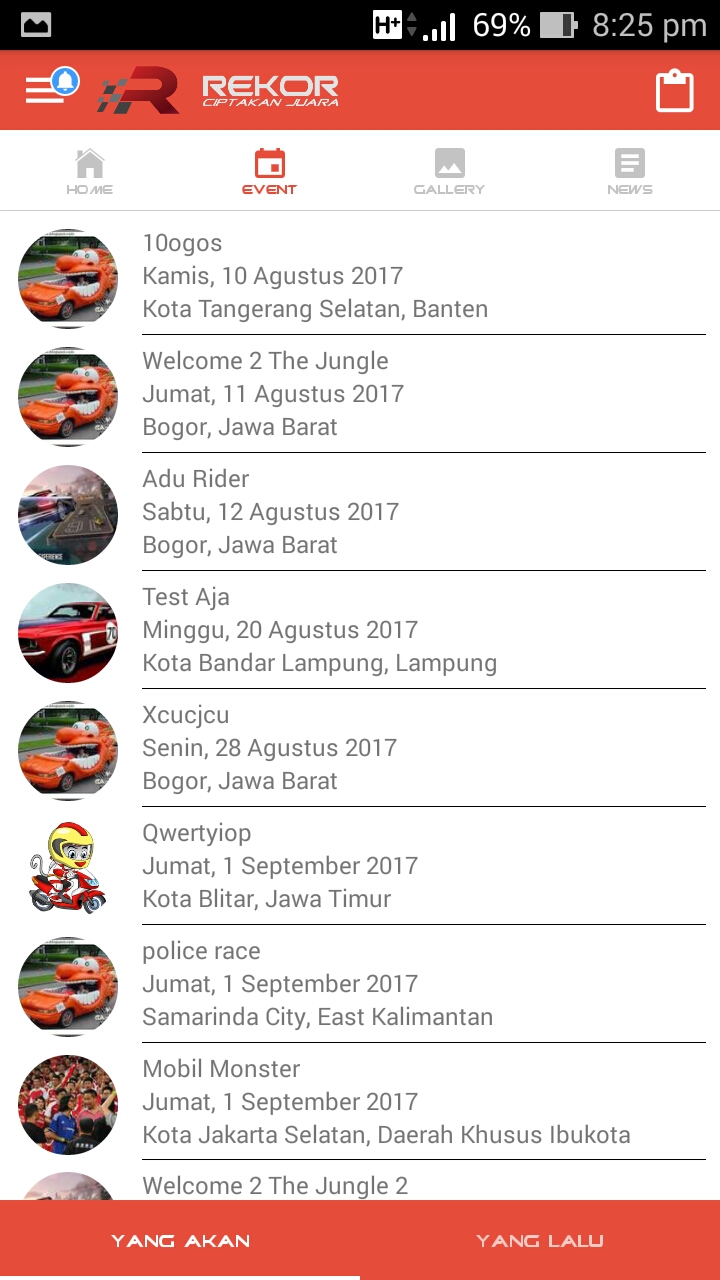 H+ 69% 8:25 pm
REKOR
CIPTAKAN JUARA
HOME EVENT GALLERY NEWS
10ogos
Kamis, 10 Agustus 2017
Kota Tangerang Selatan, Banten
Welcome 2 The Jungle
Jumat, 11 Agustus 2017
Bogor, Jawa Barat
Adu Rider
Sabtu, 12 Agustus 2017
Bogor, Jawa Barat
Test Aja
Minggu, 20 Agustus 2017
Kota Bandar Lampung, Lampung
Xcucjcu
Senin, 28 Agustus 2017
Bogor, Jawa Barat
Qwertyiop
Jumat, 1 September 2017
Kota Blitar, Jawa Timur
police race
Jumat, 1 September 2017
Samarinda City, East Kalimantan
Mobil Monster
Jumat, 1 September 2017
Kota Jakarta Selatan, Daerah Khusus Ibukota
Welcome 2 The Jungle 2
YANG AKAN YANG LALU